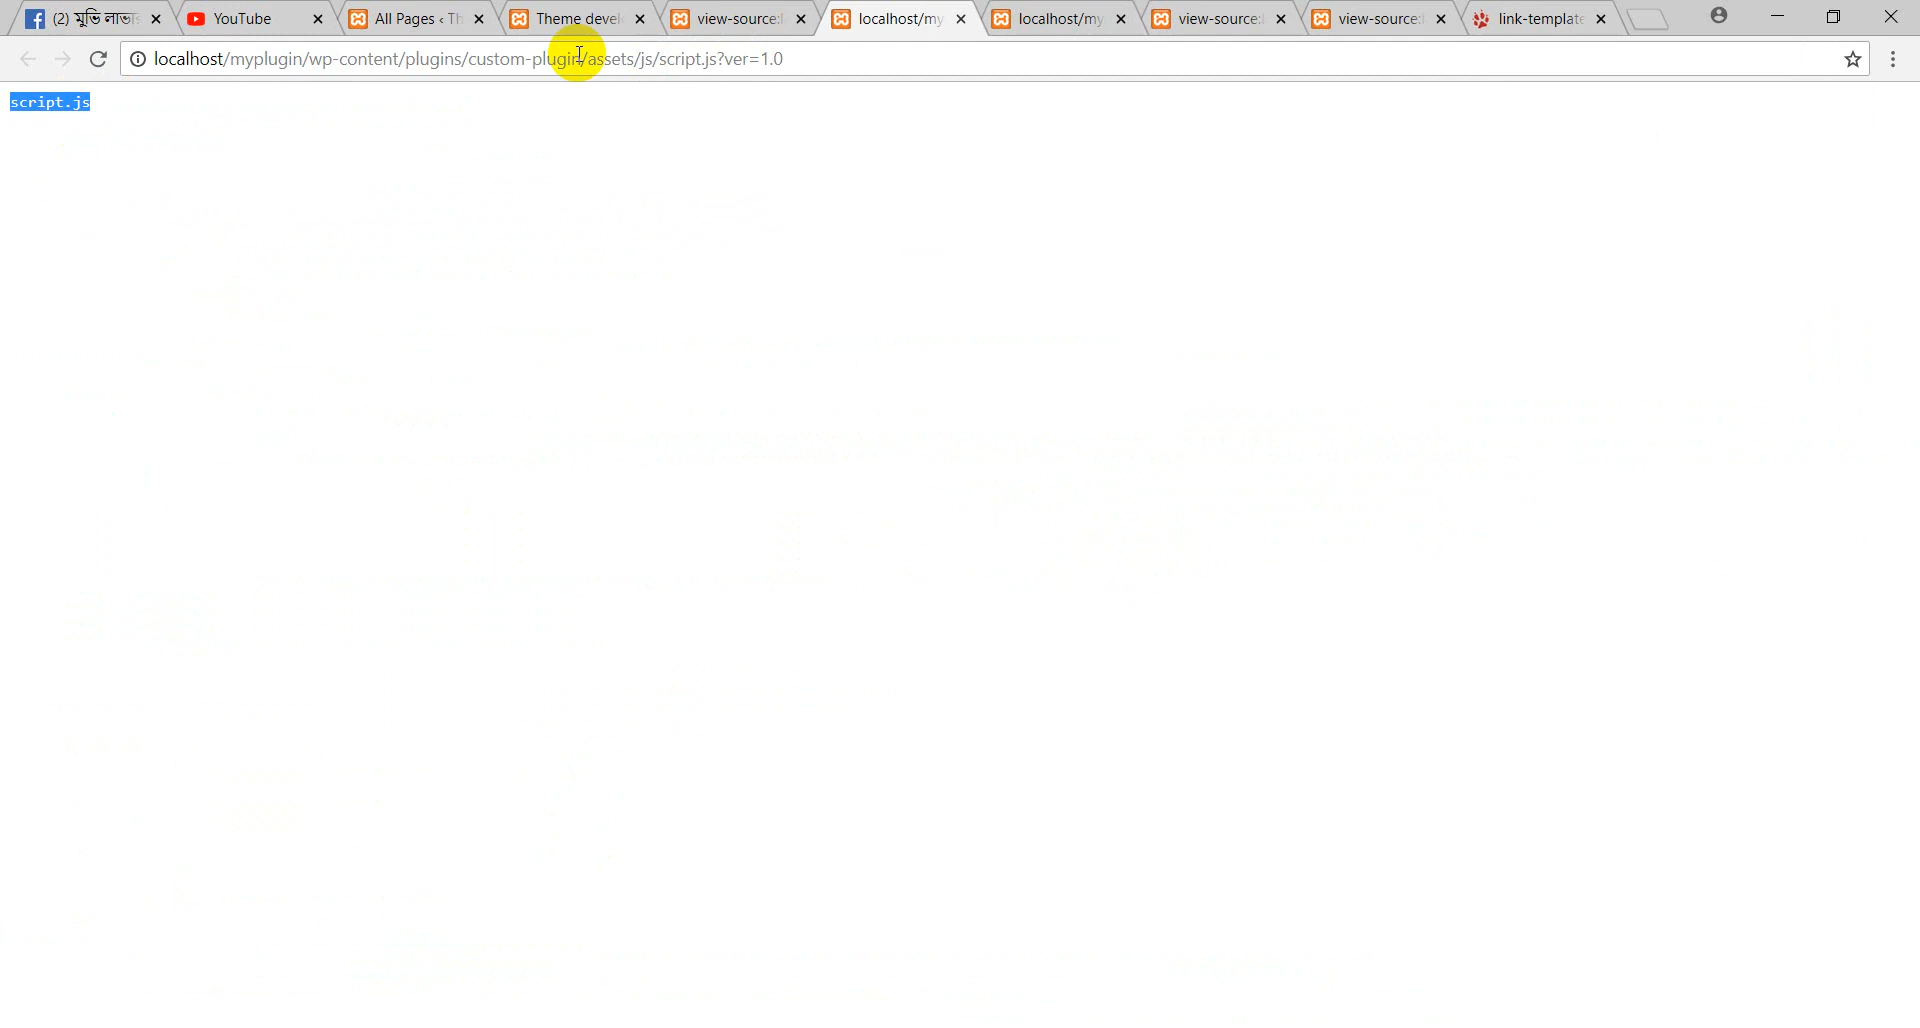 (2) মুভি লাভার
YouTube
All Pages ‹ Th
Theme devel
view-source:l
localhost/my
localhost/my
view-source:l
view-source:l
link-template
localhost/myplugin/wp-content/plugins/custom-plugin/assets/js/script.js?ver=1.0
script.js